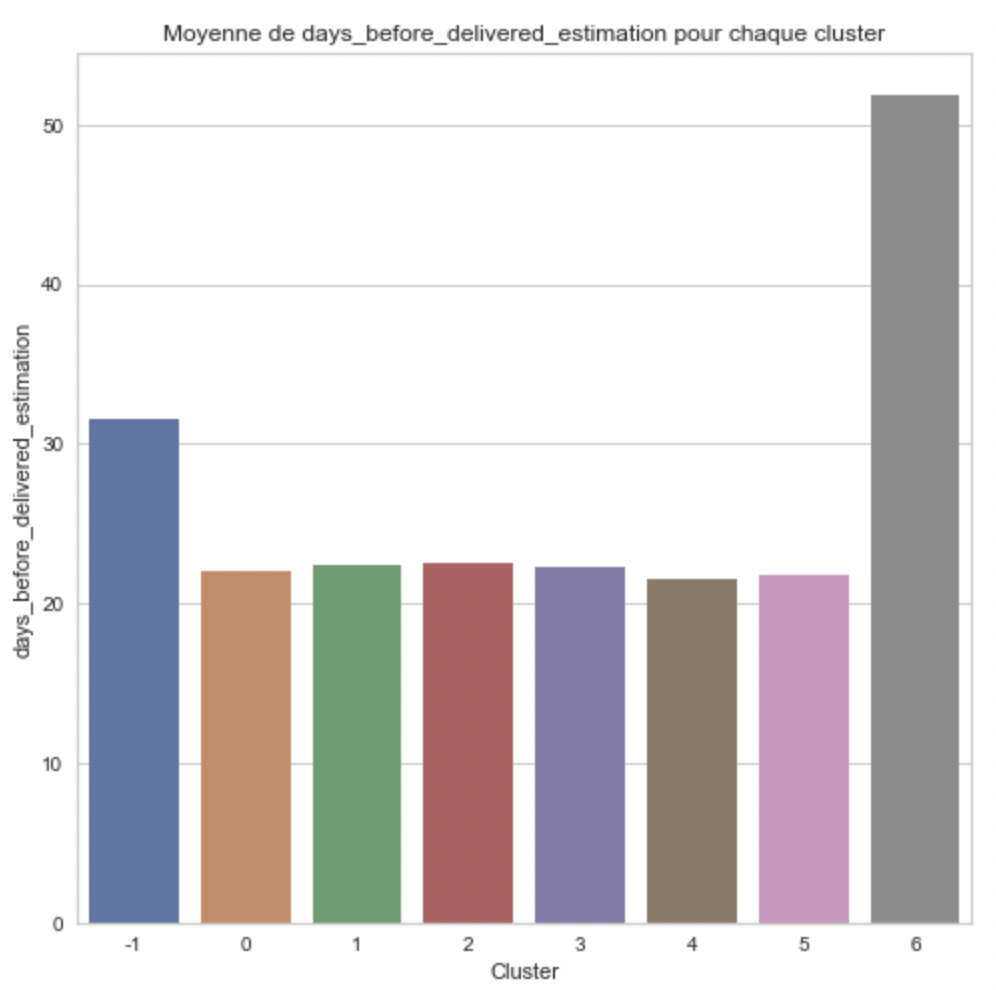 Moyenne de days_before_delivered_estimation pour chaque cluster
days_before_delivered_estimation
50
40
30
20
10
0
-1 0 1 2 3 4 5 6
Cluster